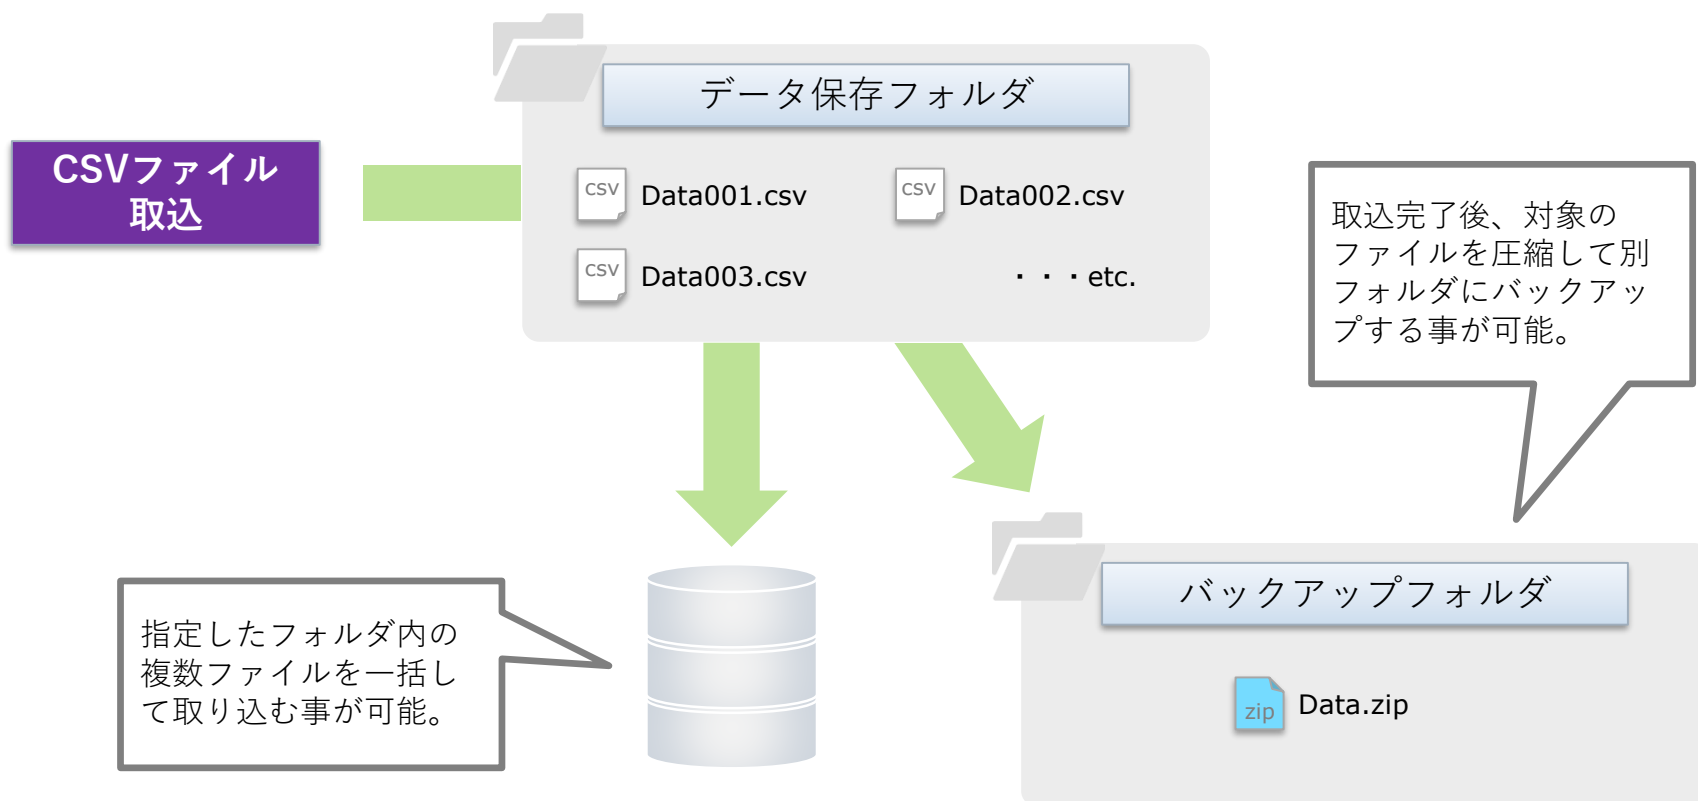 データ保存フォルダ
CSVファイル
取込
CSV
Data001.csv
CSV
Data002.csv
CSV
Data003.csv
・・・etc.
取込完了後、対象の
ファイルを圧縮して別
フォルダにバックアッ
プする事が可能。
指定したフォルダ内の
複数ファイルを一括し
て取り込む事が可能。
バックアップフォルダ
zip
Data.zip